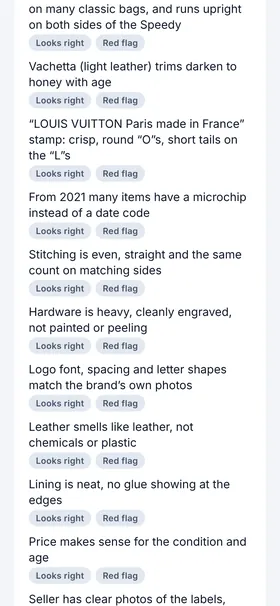 on many classic bags, and runs upright
on both sides of the Speedy
Looks right Red flag
Vachetta (light leather) trims darken to
honey with age
Looks right Red flag
“LOUIS VUITTON Paris made in France”
stamp: crisp, round “O”s, short tails on
the “L”s
Looks right Red flag
From 2021 many items have a microchip
instead of a date code
Looks right Red flag
Stitching is even, straight and the same
count on matching sides
Looks right Red flag
Hardware is heavy, cleanly engraved,
not painted or peeling
Looks right Red flag
Logo font, spacing and letter shapes
match the brand’s own photos
Looks right Red flag
Leather smells like leather, not
chemicals or plastic
Looks right Red flag
Lining is neat, no glue showing at the
edges
Looks right Red flag
Price makes sense for the condition and
age
Looks right Red flag
Seller has clear photos of the labels,